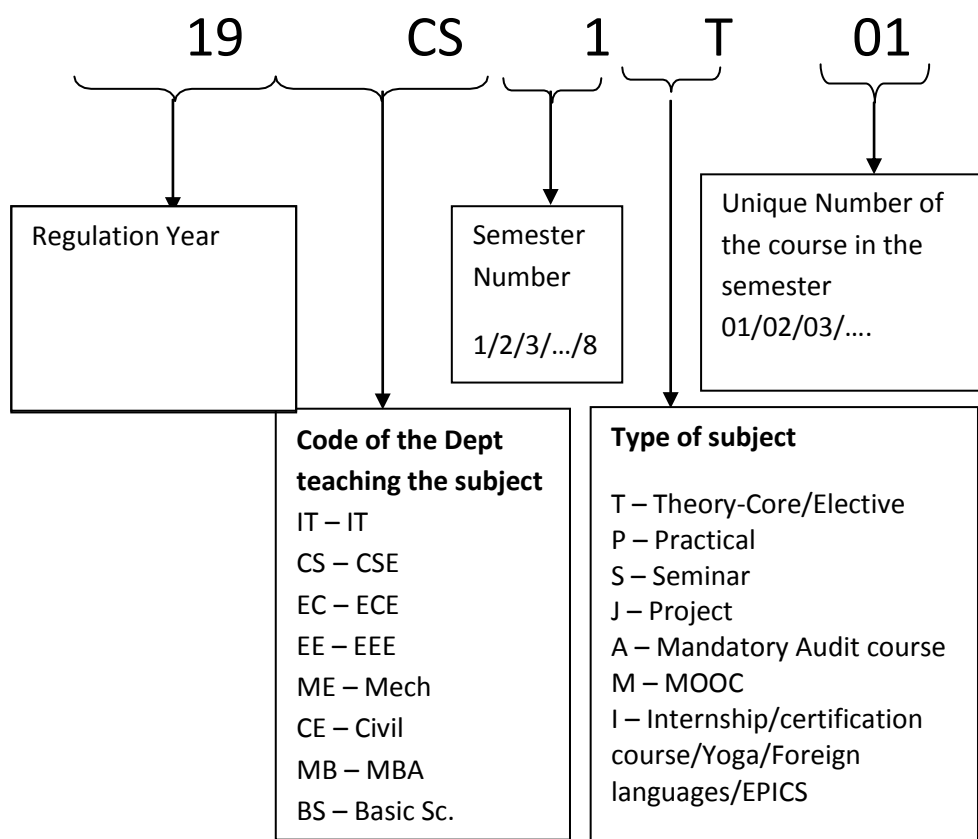 19 CS 1 T 01
Regulation Year
Semester
Number
1/2/3/…/8
Unique Number of
the course in the
semester
01/02/03/….
Code of the Dept
teaching the subject
IT – IT
CS – CSE
EC – ECE
EE – EEE
ME – Mech
CE – Civil
MB – MBA
BS – Basic Sc.
Type of subject
T – Theory-Core/Elective
P – Practical
S – Seminar
J – Project
A – Mandatory Audit course
M – MOOC
I – Internship/certification
course/Yoga/Foreign
languages/EPICS